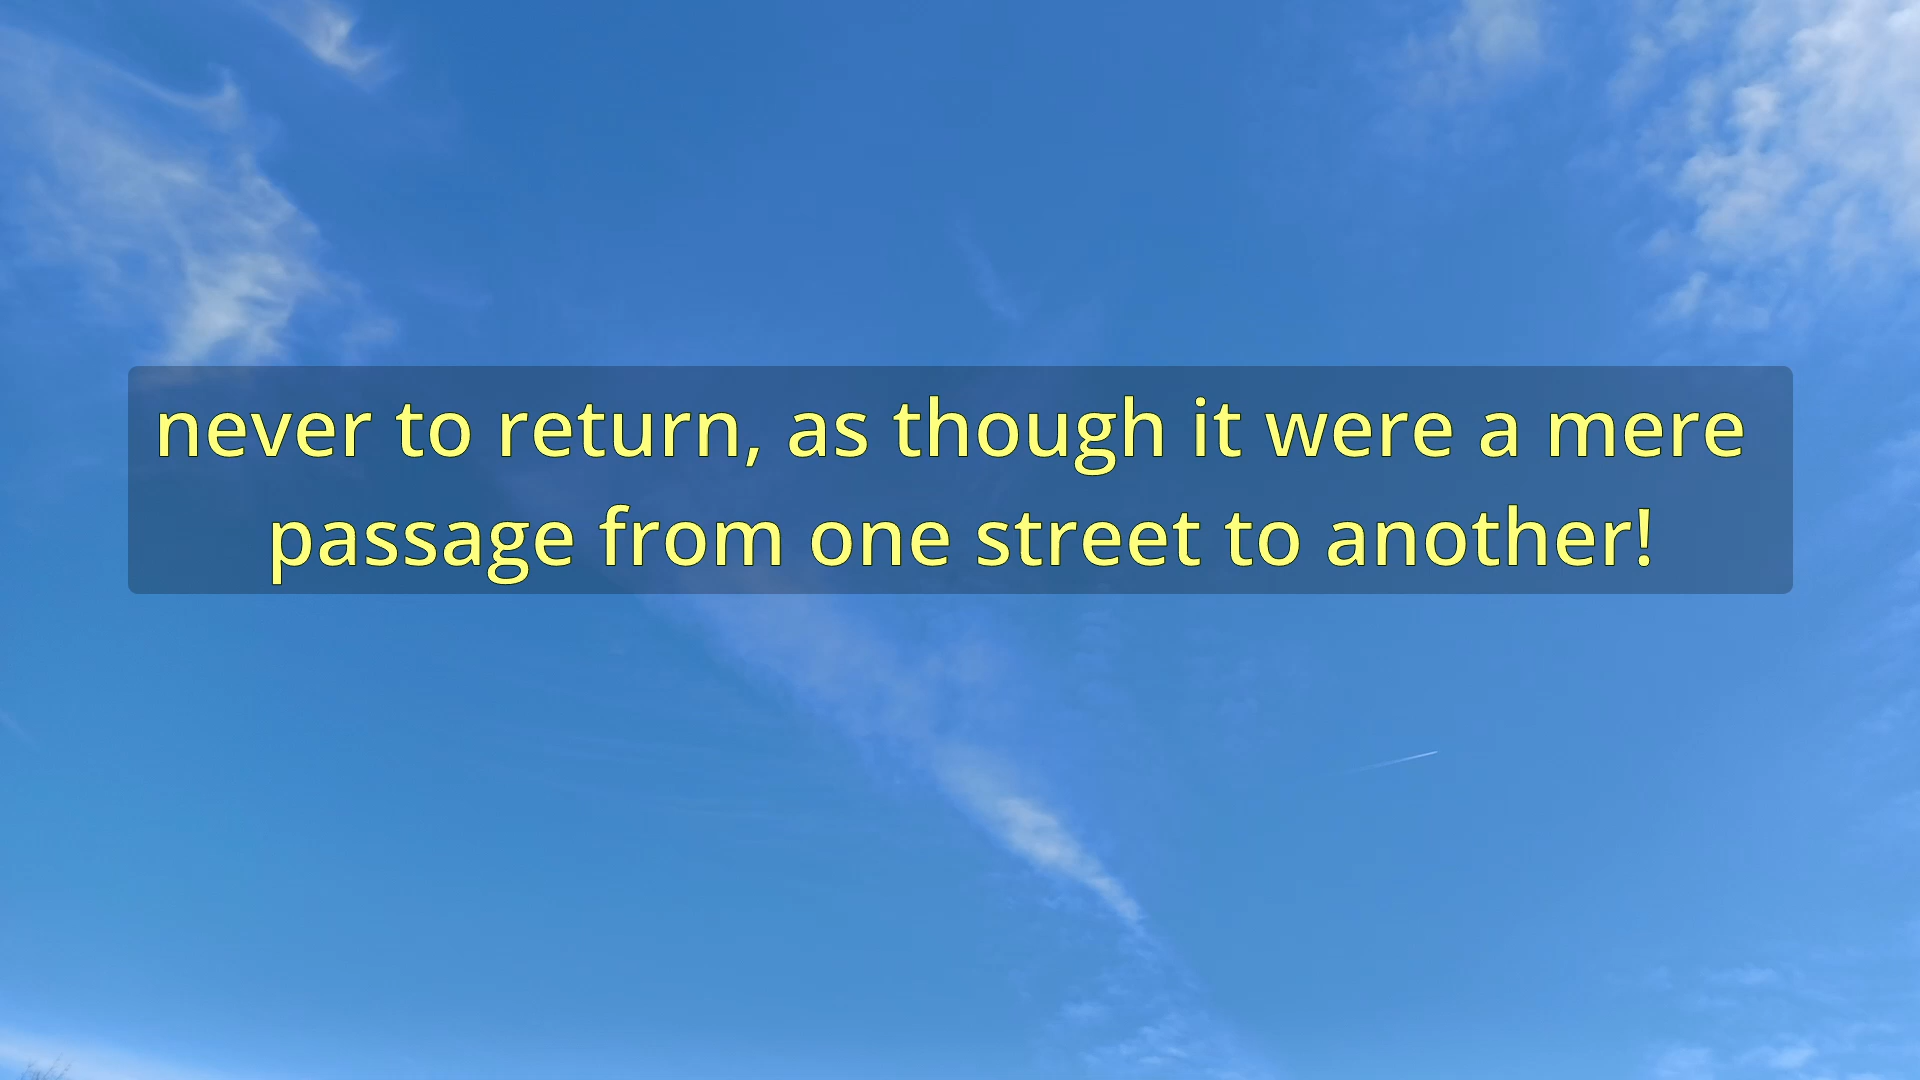 never to return, as though it were a mere
passage from one street to another!